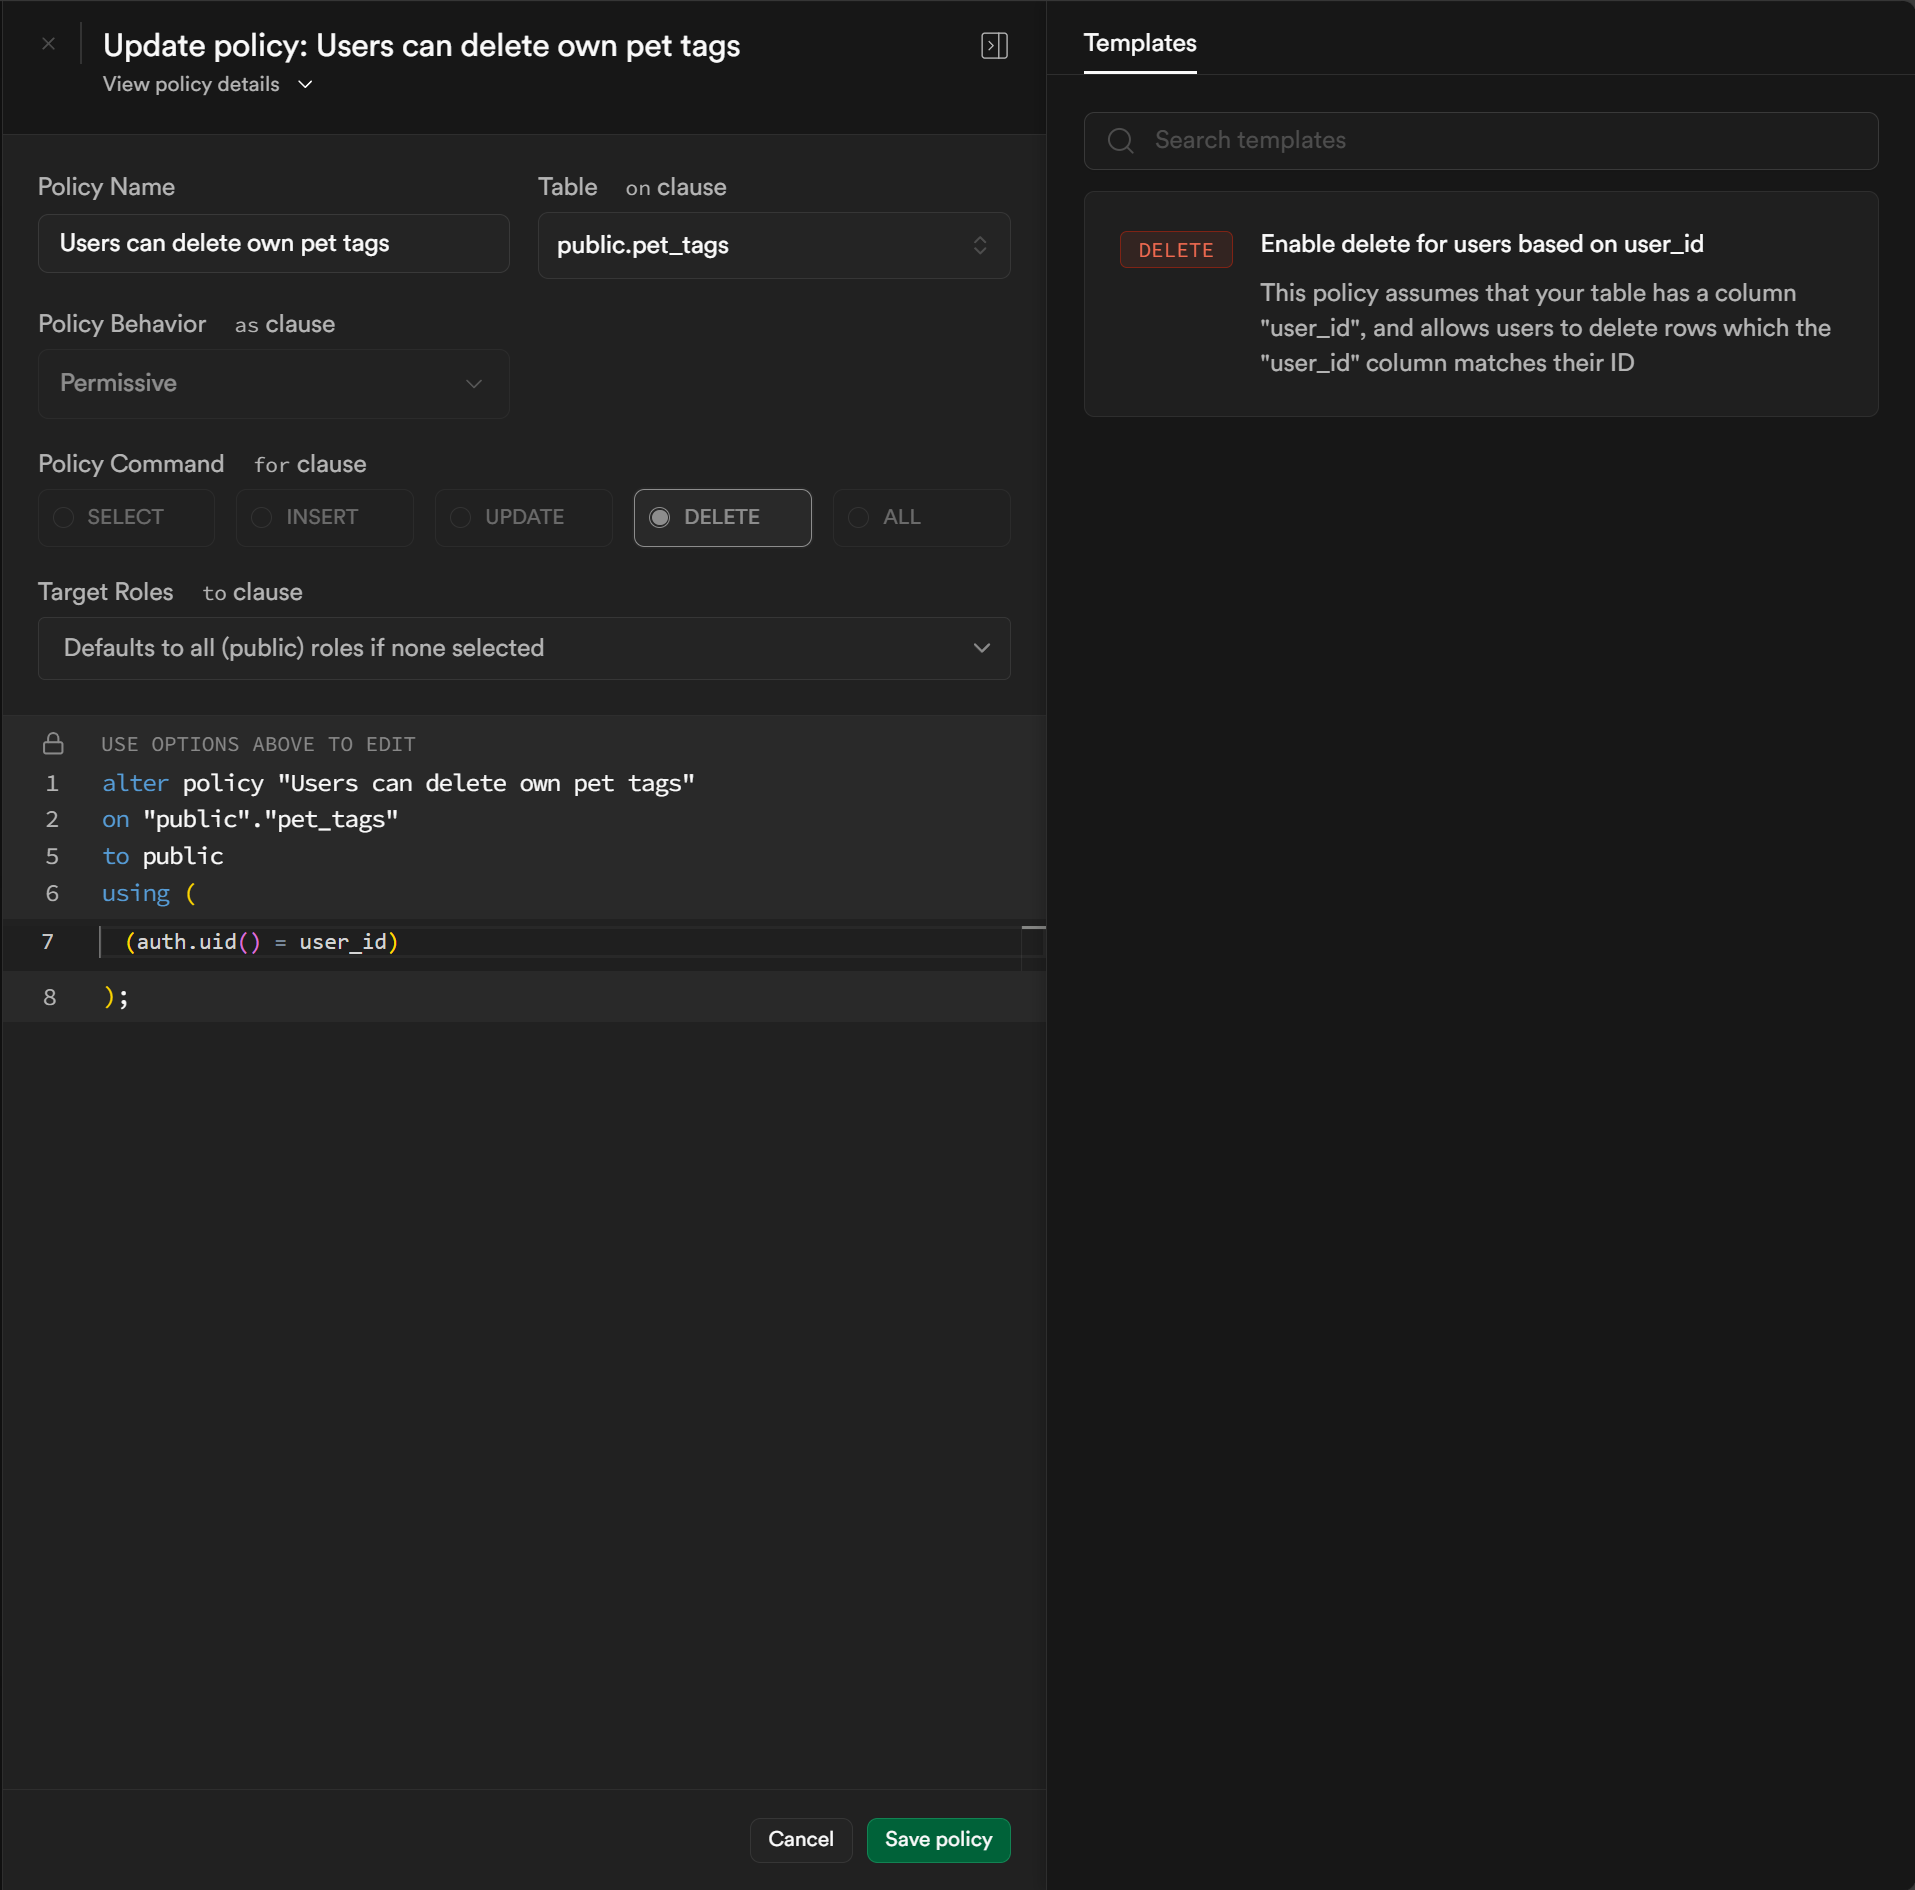 Update policy: Users can delete own pet tags
View policy details
Policy Name
Users can delete own pet tags
Table on clause
public.pet_tags
Policy Behavior as clause
Permissive
Policy Command for clause
SELECT INSERT UPDATE DELETE ALL
Target Roles to clause
Defaults to all (public) roles if none selected
USE OPTIONS ABOVE TO EDIT
1 alter policy "Users can delete own pet tags"
2 on "public"."pet_tags"
5 to public
6 using (
7 (auth.uid() = user_id)
8 );
Cancel Save policy
Templates
Search templates
DELETE Enable delete for users based on user_id
This policy assumes that your table has a column
"user_id", and allows users to delete rows which the
"user_id" column matches their ID